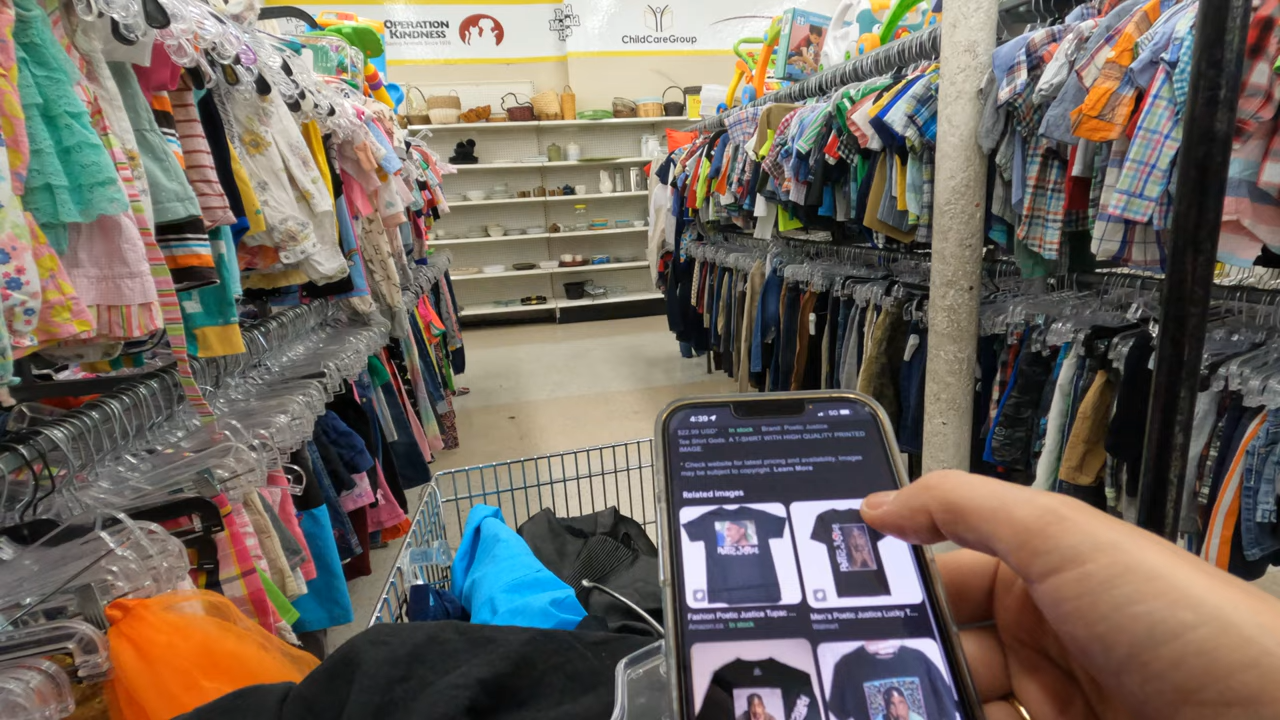 OPERATION
KINDNESS
ChildCareGroup
4:39
5G
$22.99 USD* · In stock · Brand: Poetic Justice
Tee Shirt Gods. A T-SHIRT WITH HIGH QUALITY PRINTED
IMAGE.
* Check website for latest pricing and availability. Images
may be subject to copyright. Learn More
Related images
Fashion Poetic Justice Tupac ...
Amazon.ca · In stock
Men's Poetic Justice Lucky T...
Walmart